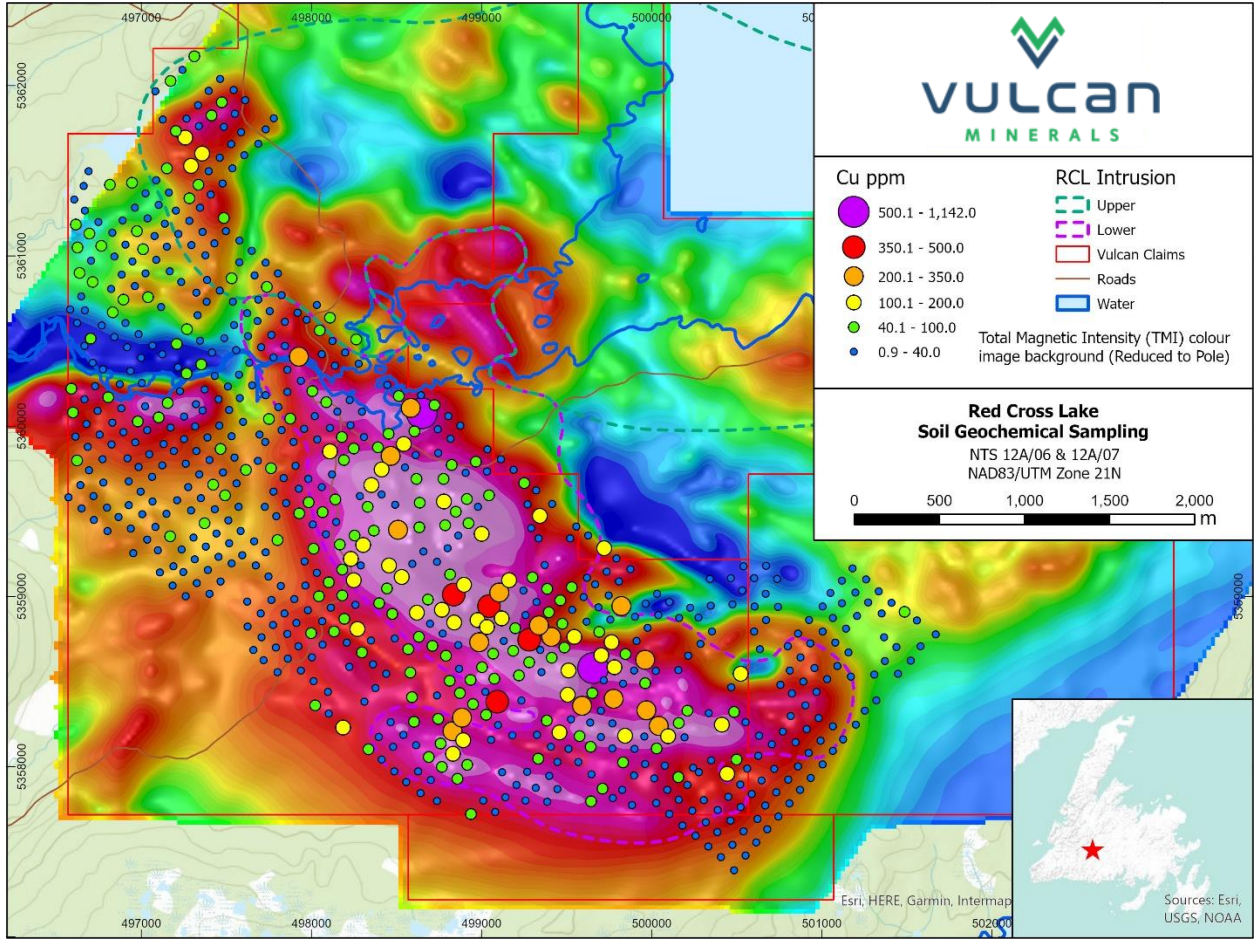 497000
498000
499000
500000
50
5362000
5361000
5360000
5359000
5358000
VULCAN
MINERALS
Cu ppm
500.1 - 1,142.0
350.1 - 500.0
200.1 - 350.0
100.1 - 200.0
40.1 - 100.0
0.9 - 40.0
RCL Intrusion
Upper
Lower
Vulcan Claims
Roads
Water
Total Magnetic Intensity (TMI) colour
image background (Reduced to Pole)
Red Cross Lake
Soil Geochemical Sampling
NTS 12A/06 & 12A/07
NAD83/UTM Zone 21N
0 500 1,000 1,500 2,000
m
5359000
Esri, HERE, Garmin, Intermap
Sources: Esri,
USGS, NOAA
497000
498000
499000
500000
501000